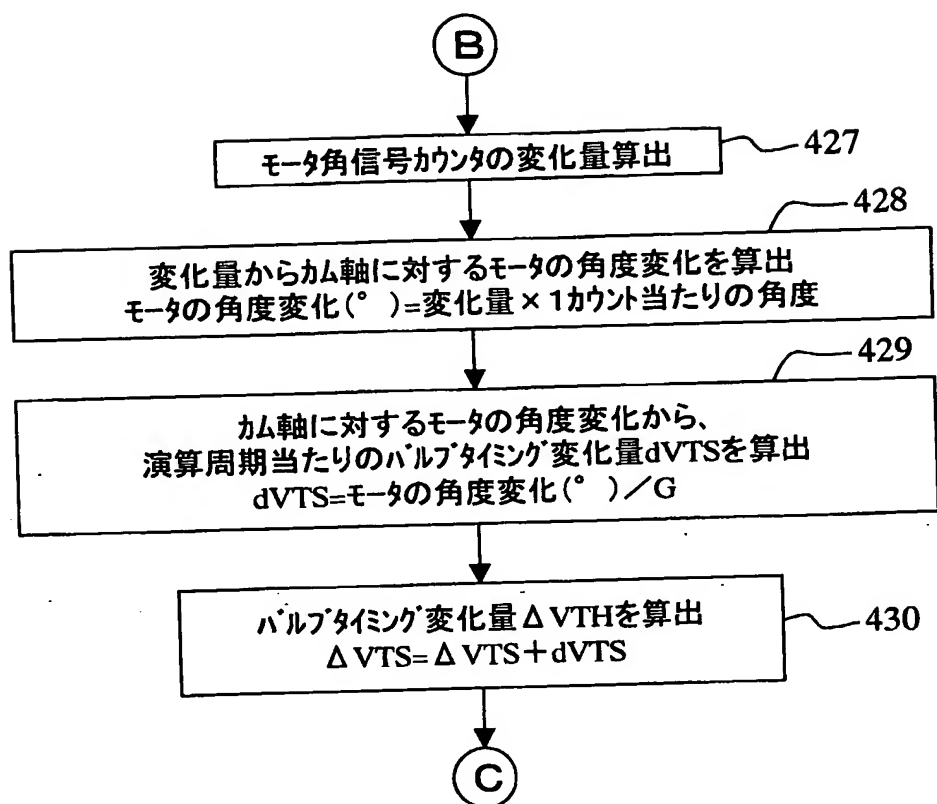 B
モータ角信号カウンタの変化量算出
427
428
変化量からカム軸に対するモータの角度変化を算出
モータの角度変化(°)=変化量×1カウント当たりの角度
429
カム軸に対するモータの角度変化から、
演算周期当たりのバルブタイミング変化量dVTSを算出
dVTS=モータの角度変化(°)/G
バルブタイミング変化量ΔVTHを算出
ΔVTS=ΔVTS+dVTS
430
C